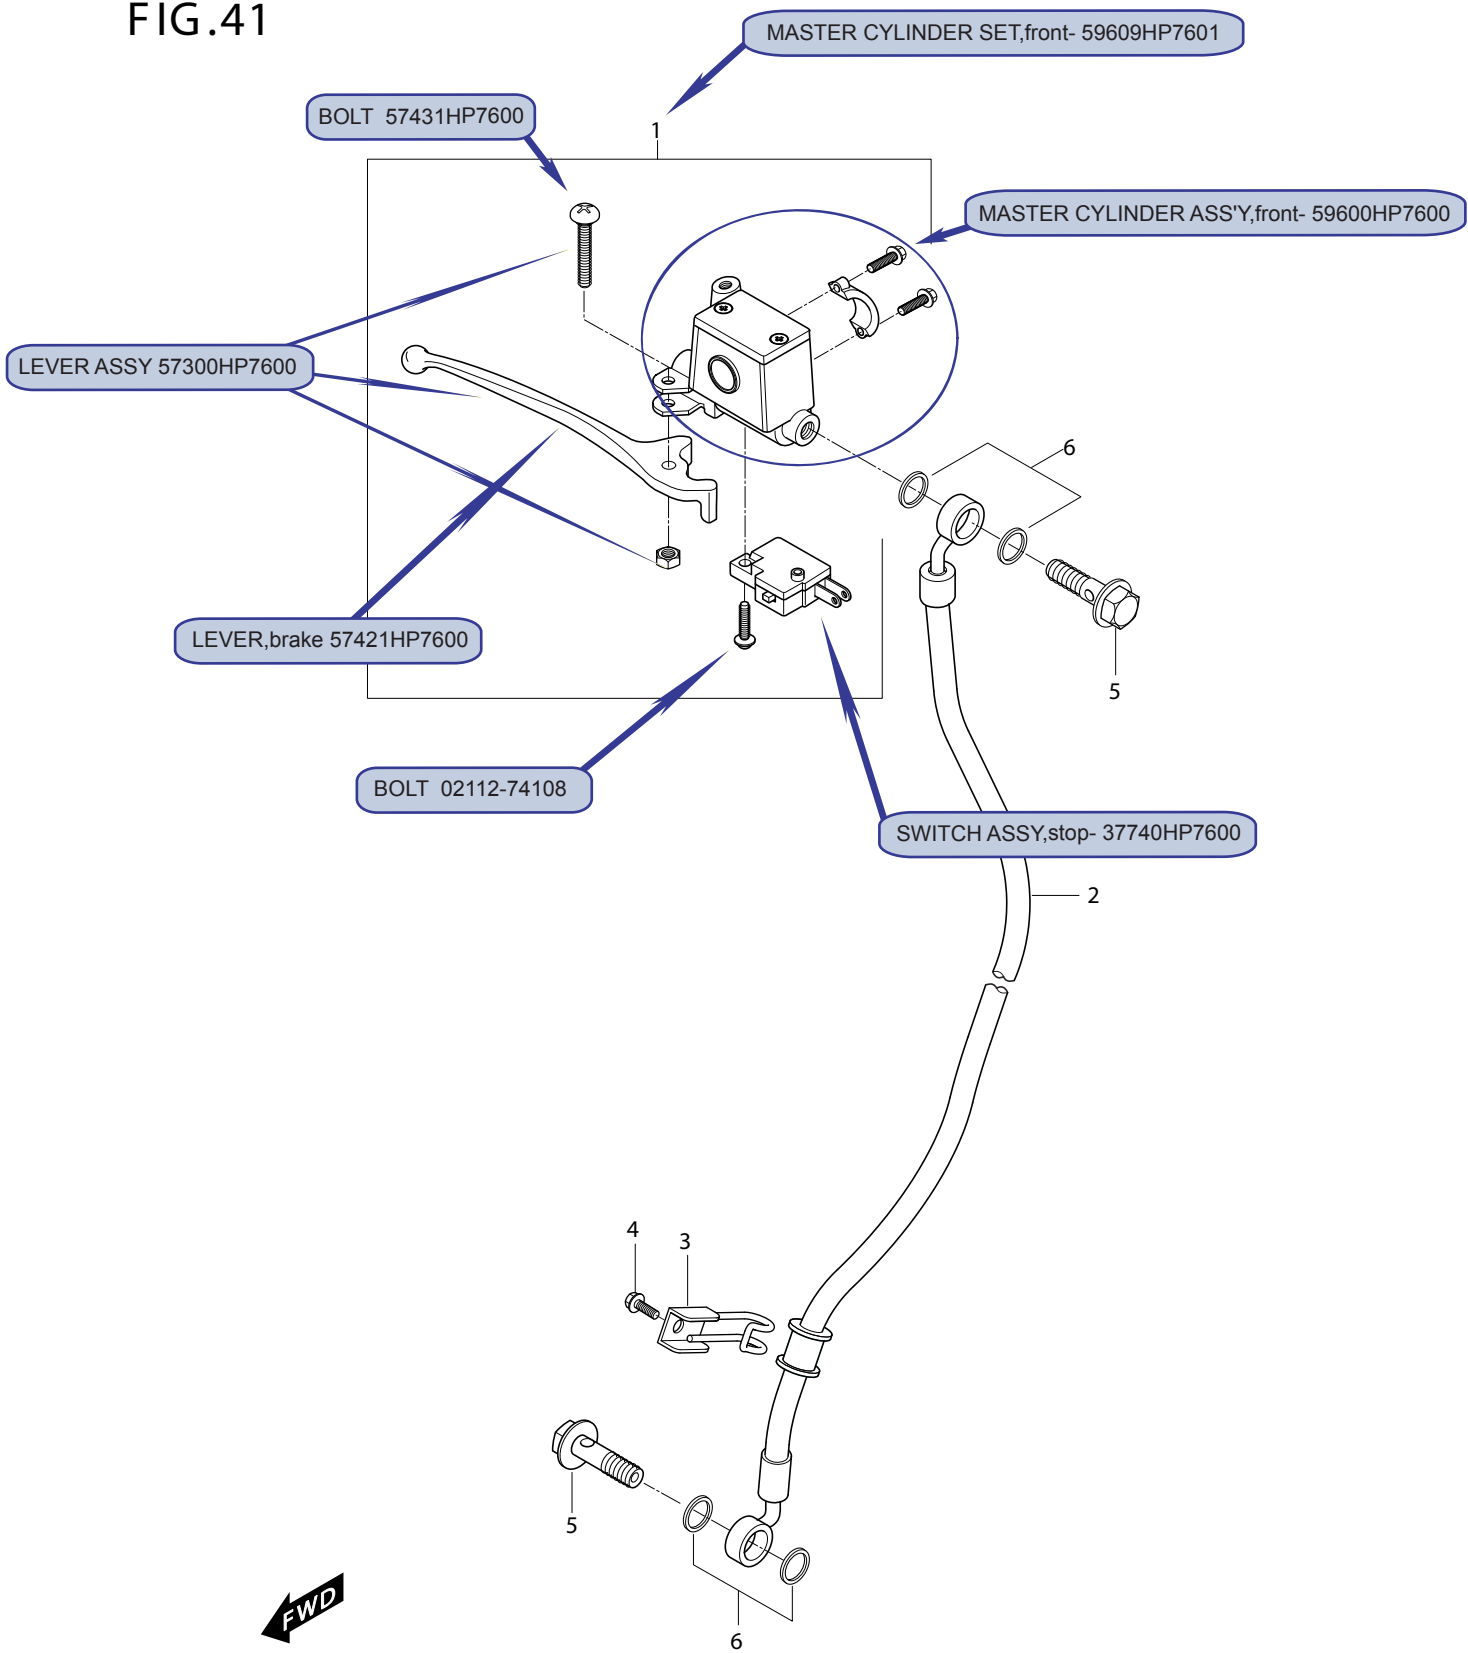 FIG.41
MASTER CYLINDER SET,front- 59609HP7601
BOLT 57431HP7600
1
MASTER CYLINDER ASS'Y,front- 59600HP7600
LEVER ASSY 57300HP7600
6
LEVER,brake 57421HP7600
5
BOLT 02112-74108
SWITCH ASSY,stop- 37740HP7600
2
4
3
5
FWD
6